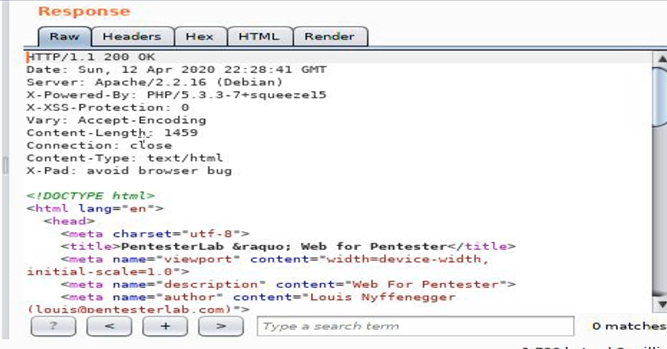 Response
Raw Headers Hex HTML Render
HTTP/1.1 200 OK
Date: Sun, 12 Apr 2020 22:28:41 GMT
Server: Apache/2.2.16 (Debian)
X-Powered-By: PHP/5.3.3-7+squeeze15
X-XSS-Protection: 0
Vary: Accept-Encoding
Content-Length: 1459
Connection: close
Content-Type: text/html
X-Pad: avoid browser bug
<!DOCTYPE html>
<html lang="en">
<head>
<meta charset="utf-8">
<title>PentesterLab &raquo; Web for Pentester</title>
<meta name="viewport" content="width=device-width,
initial-scale=1.0">
<meta name="description" content="Web For Pentester">
<meta name="author" content="Louis Nyffenegger
(louis@pentesterlab.com)">
? < + > Type a search term 0 matches